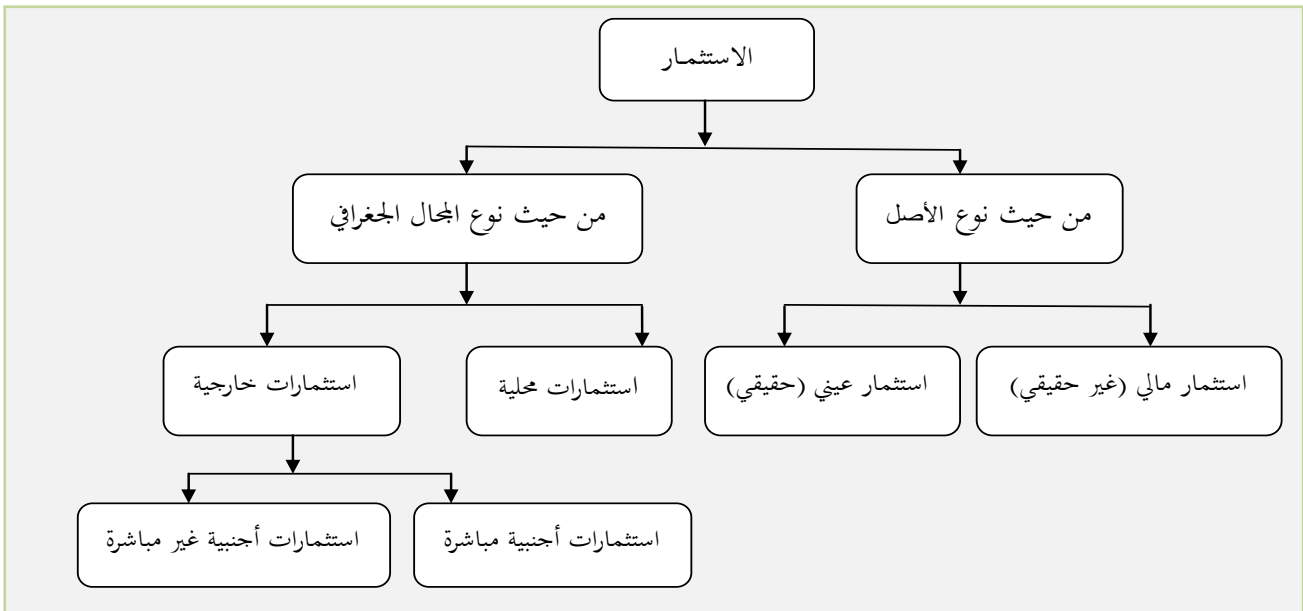 الاستثمار
من حيث نوع الأصل
من حيث نوع المجال الجغرافي
استثمار مالي (غير حقيقي)
استثمار عيني (حقيقي)
استثمارات محلية
استثمارات خارجية
استثمارات أجنبية مباشرة
استثمارات أجنبية غير مباشرة